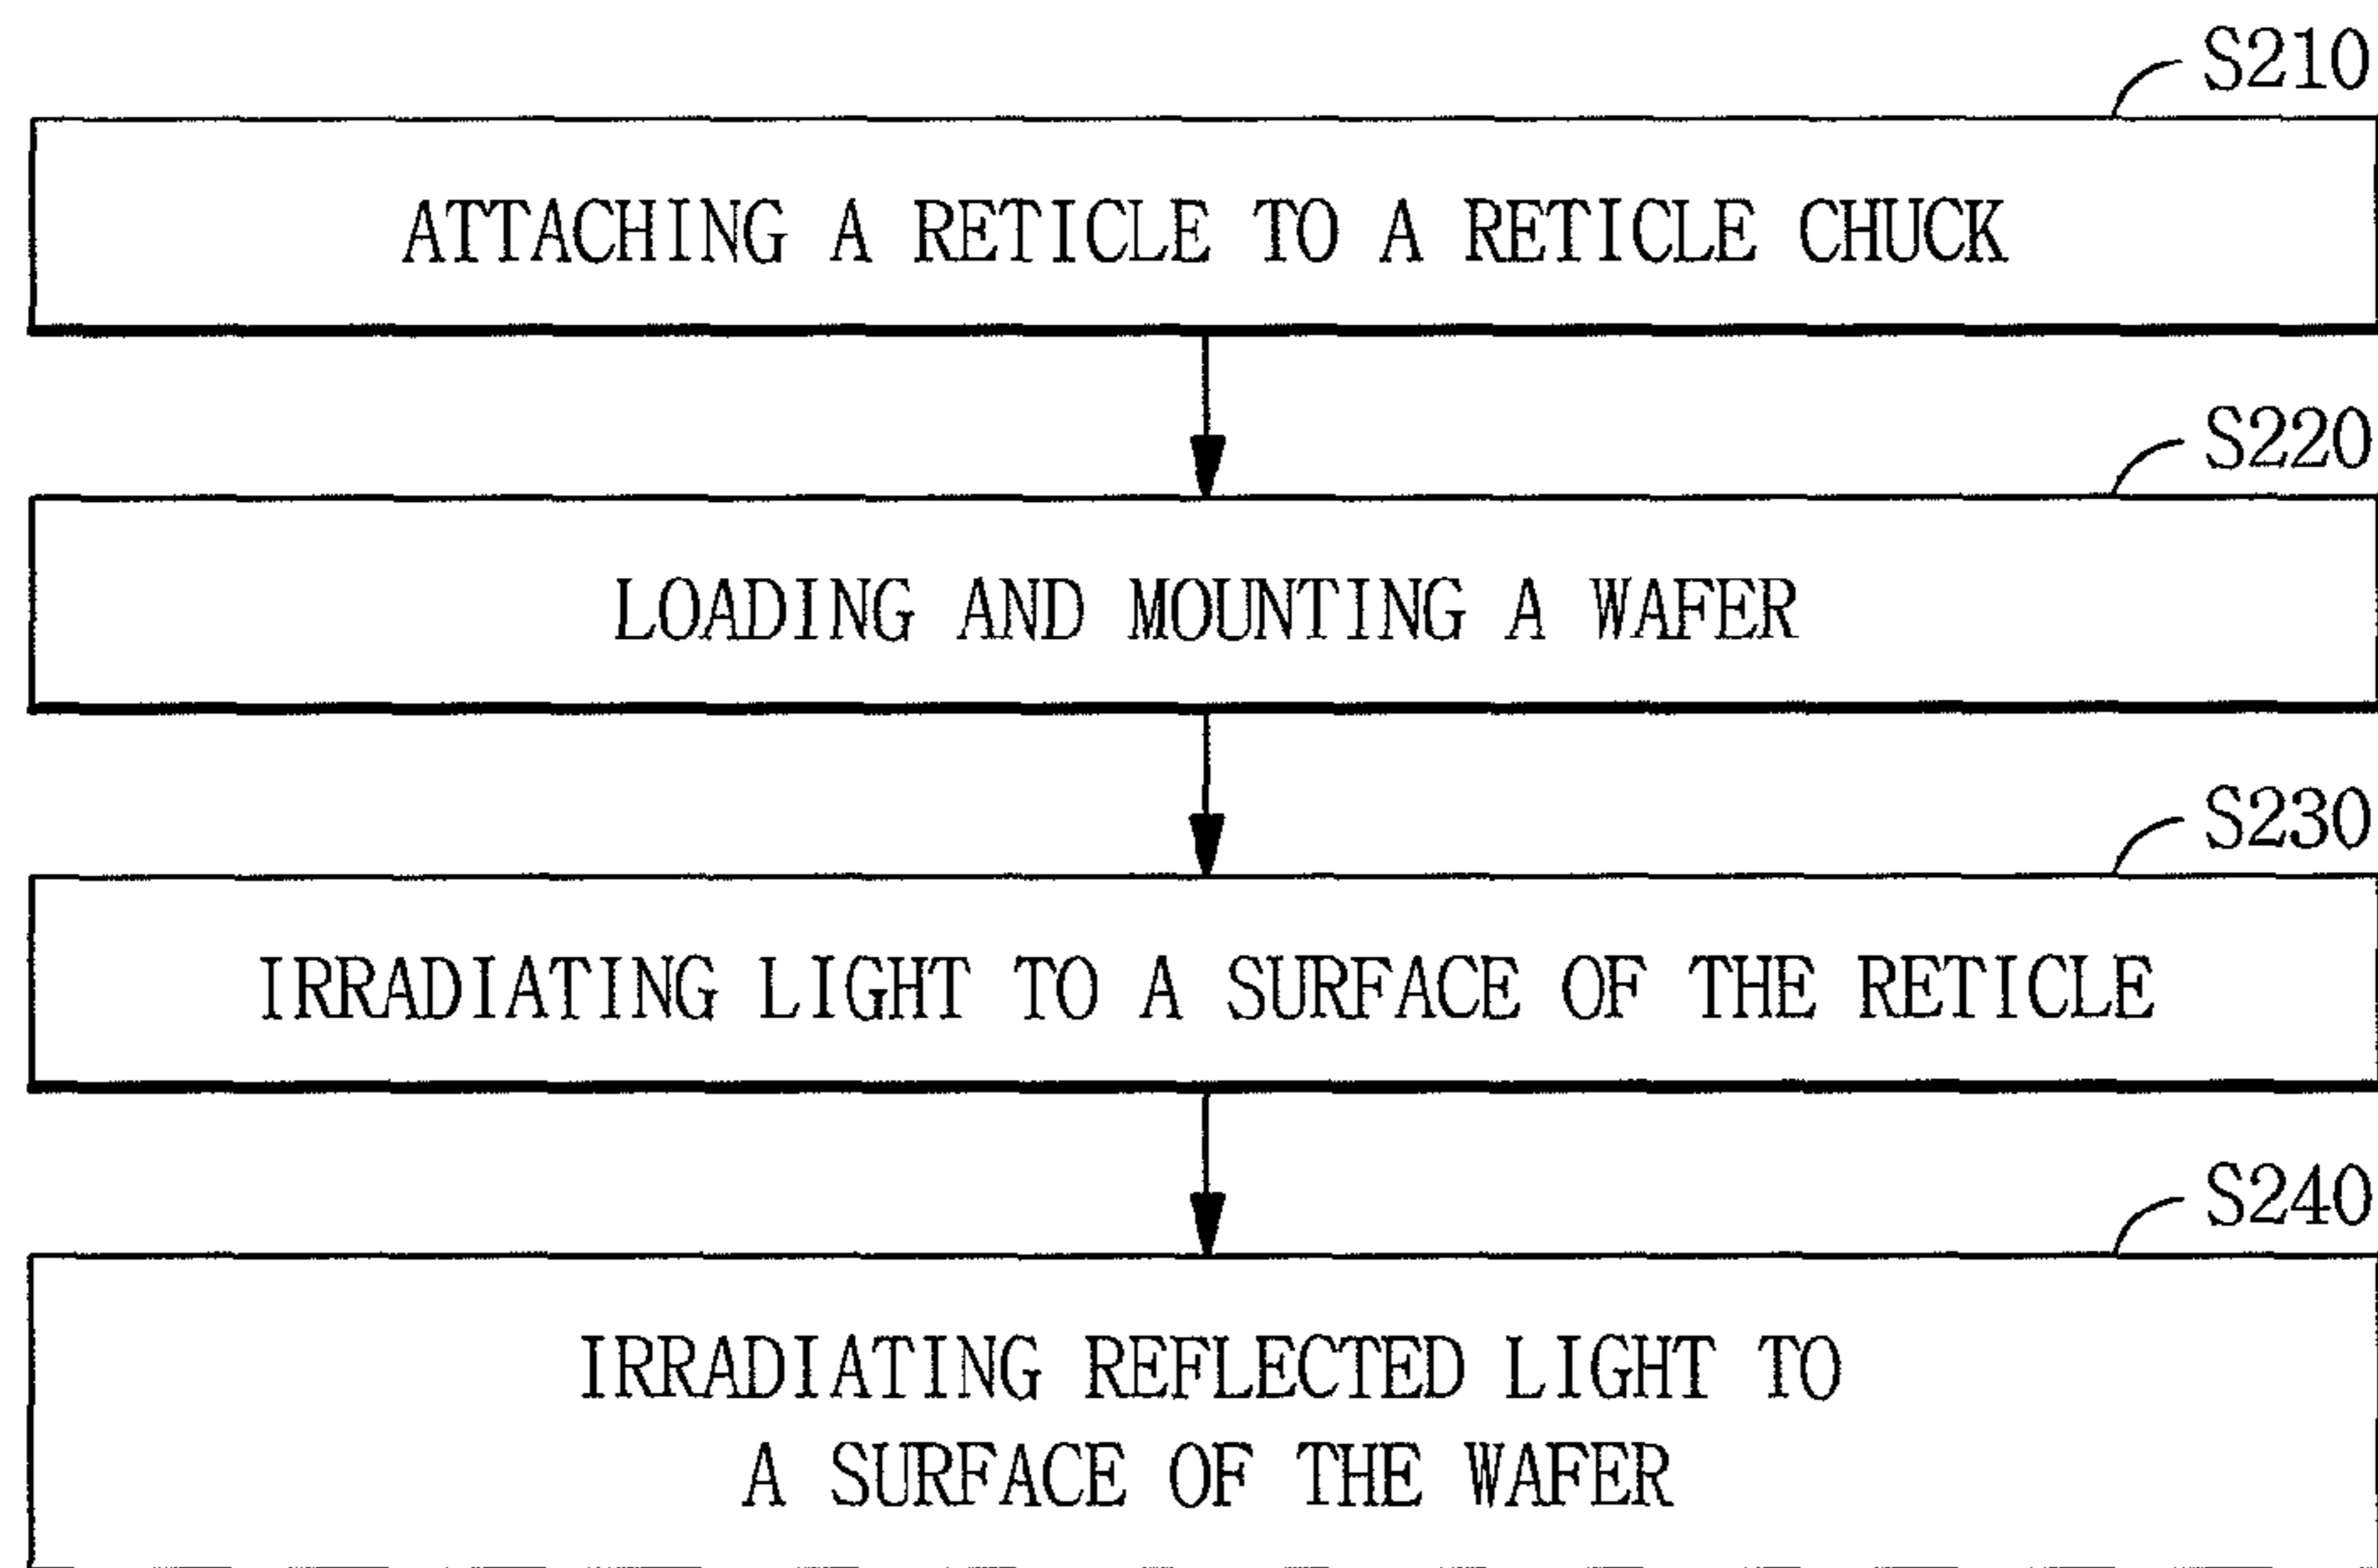 S210
ATTACHING A RETICLE TO A RETICLE CHUCK
S220
LOADING AND MOUNTING A WAFER
S230
IRRADIATING LIGHT TO A SURFACE OF THE RETICLE
S240
IRRADIATING REFLECTED LIGHT TO
A SURFACE OF THE WAFER